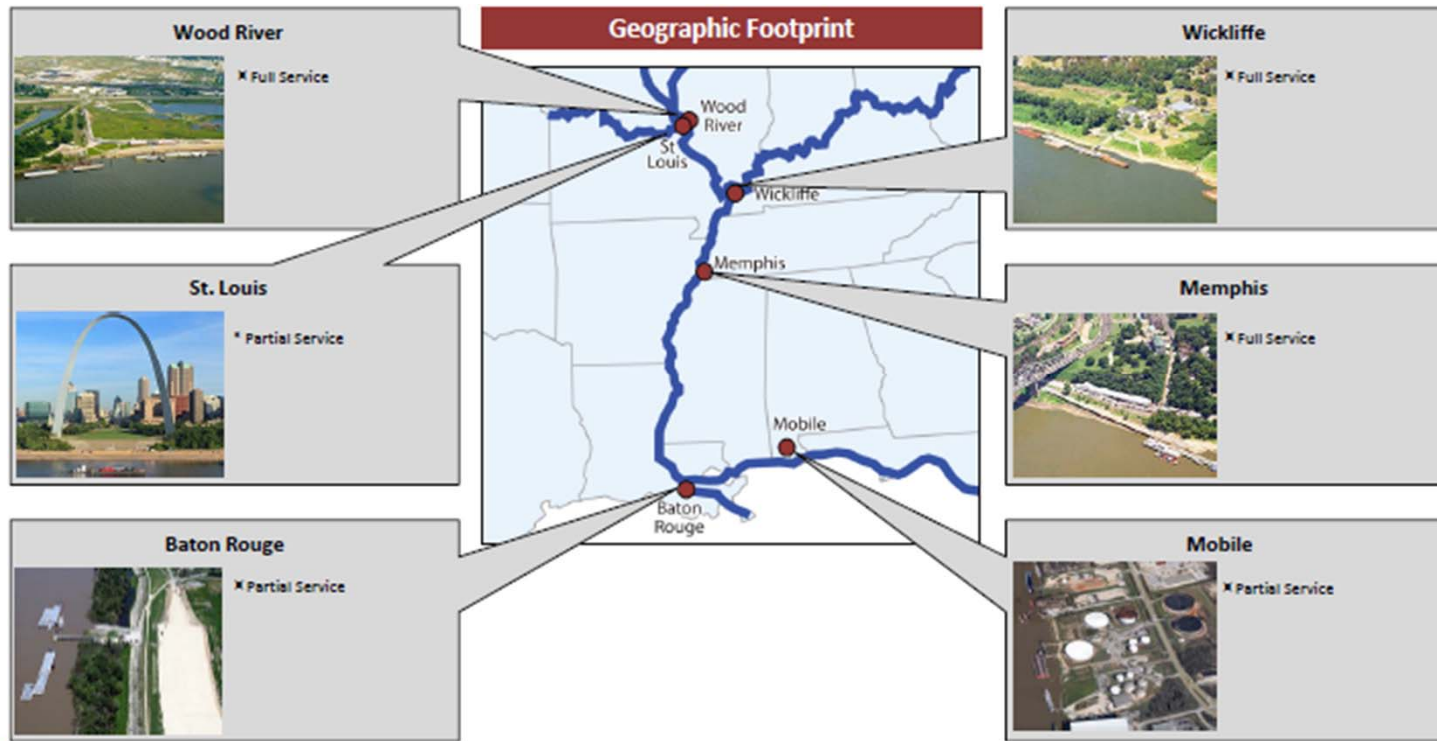 Geographic Footprint
Wood River
× Full Service
St. Louis
* Partial Service
Baton Rouge
× Partial Service
Wood
River
St
Louis
Wickliffe
Memphis
Mobile
Baton
Rouge
Wickliffe
× Full Service
Memphis
× Full Service
Mobile
× Partial Service